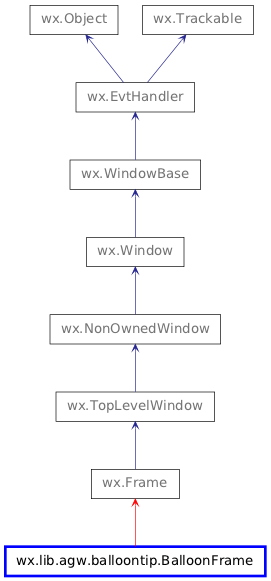 wx.Object
wx.Trackable
wx.EvtHandler
wx.WindowBase
wx.Window
wx.NonOwnedWindow
wx.TopLevelWindow
wx.Frame
wx.lib.agw.balloontip.BalloonFrame